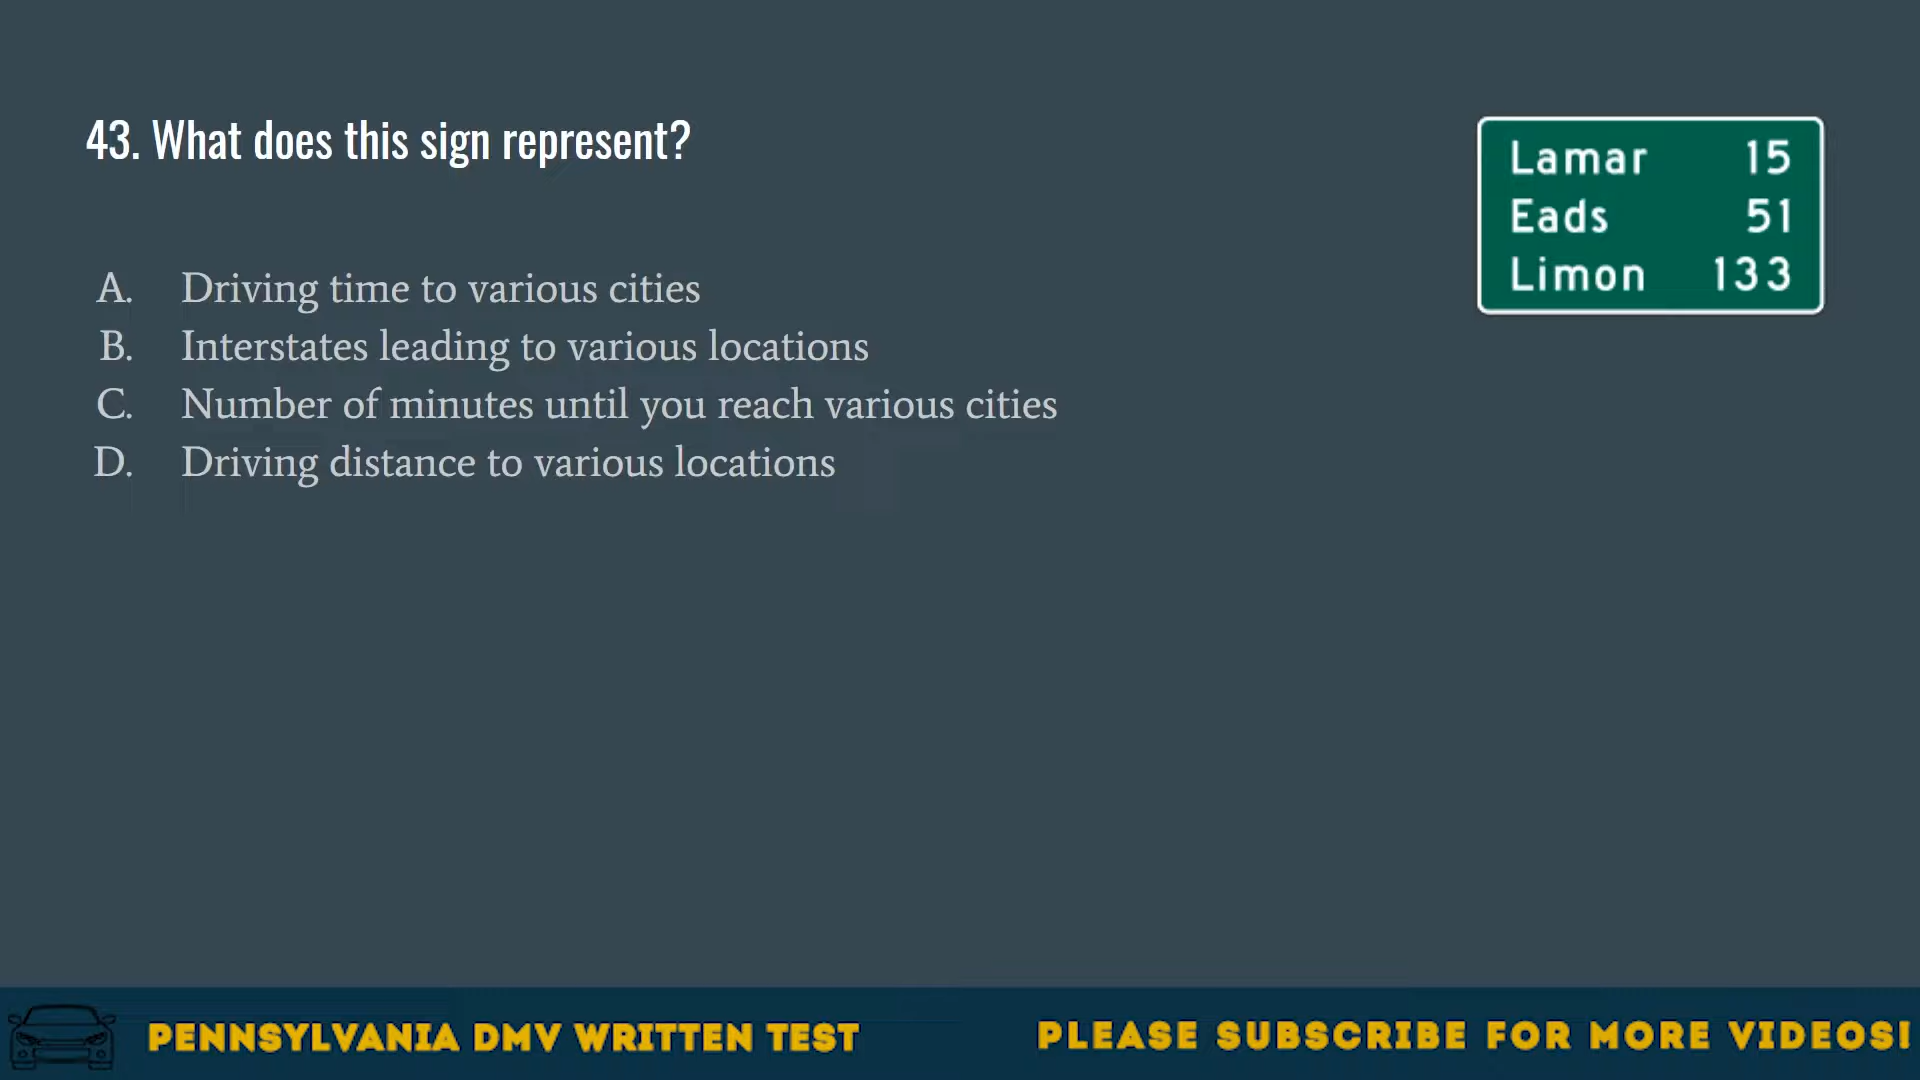 43. What does this sign represent?
A. Driving time to various cities
B. Interstates leading to various locations
C. Number of minutes until you reach various cities
D. Driving distance to various locations
Lamar 15
Eads 51
Limon 133
PENNSYLVANIA DMV WRITTEN TEST
PLEASE SUBSCRIBE FOR MORE VIDEOS!